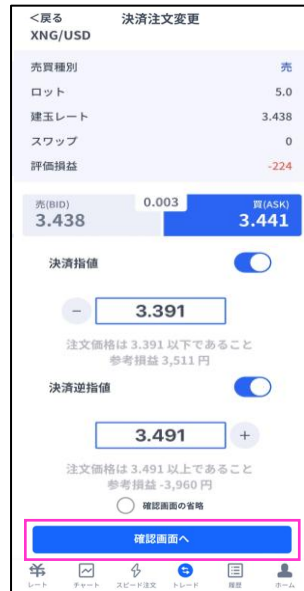 <戻る 決済注文変更
XNG/USD
売買種別 売
ロット 5.0
建玉レート 3.438
スワップ 0
評価損益 -224
売(BID) 0.003 買(ASK)
3.438 3.441
決済指値
− 3.391
注文価格は 3.391 以下であること
参考損益 3,511 円
決済逆指値
3.491 +
注文価格は 3.491 以上であること
参考損益 -3,960 円
確認画面の省略
確認画面へ
レート チャート スピード注文 トレード 履歴 ホーム